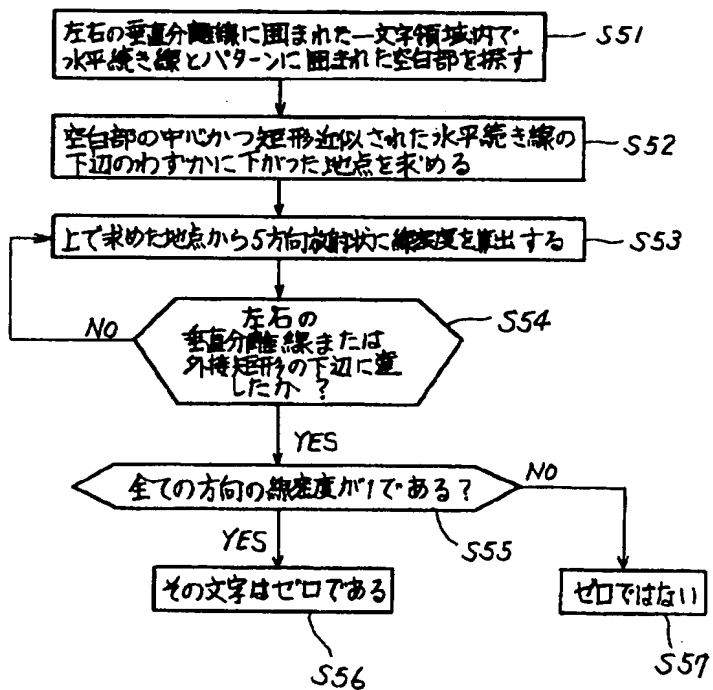 左右の垂直分離線に囲まれた一文字領域内で
水平続き線とパターンに囲まれた空白部を探す
S51
空白部の中心かつ矩形近似された水平続き線の
下辺のわずかに下がった地点を求める
S52
上で求めた地点から5方向放射状に線密度を算出する
S53
左右の
垂直分離線または
外接矩形の下辺に達
したか?
S54
NO
YES
全ての方向の線密度が1である?
S55
NO
YES
その文字はゼロである
S56
ゼロではない
S57